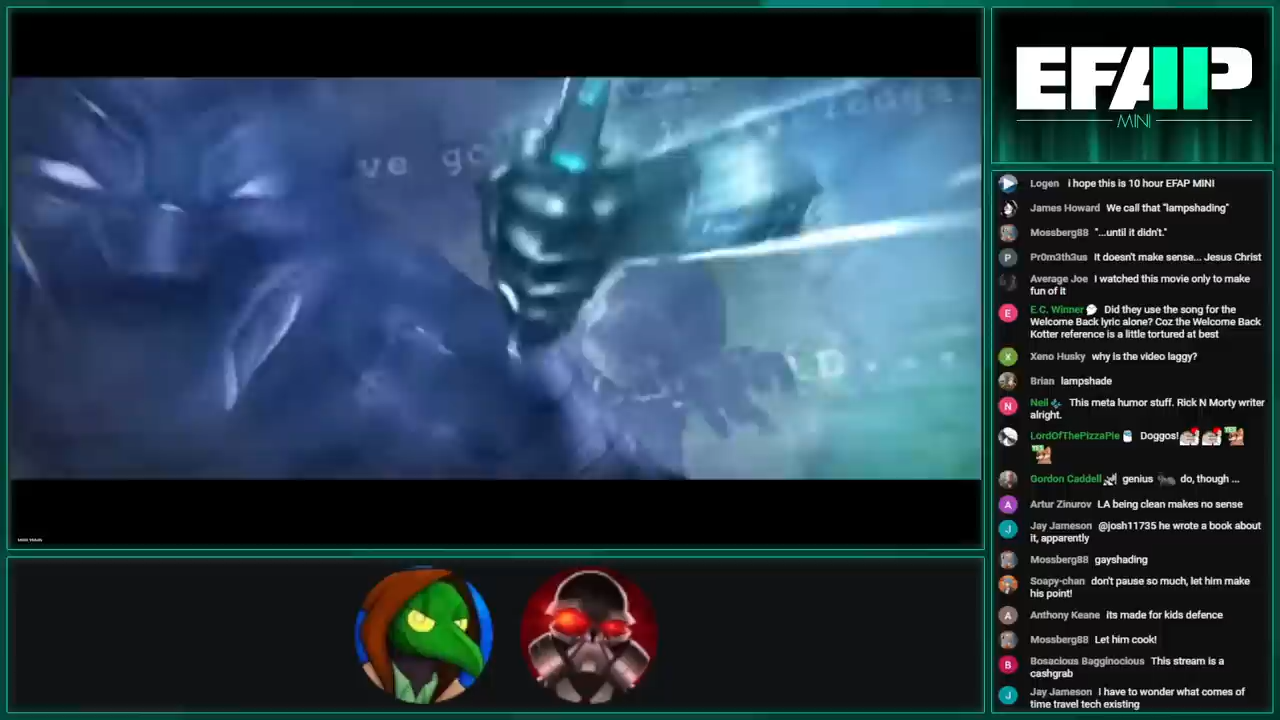 ve go
EFAP
MINI
Logen I hope this is 10 hour EFAP MINI
James Howard We call that "lampshading"
Mossberg88 "...until it didn't."
Pr0m3th3us It doesn't make sense... Jesus Christ
Average Joe I watched this movie only to make
fun of it
E.C. Winner Did they use the song for the
Welcome Back lyric alone? Coz the Welcome Back
Kotter reference is a little tortured at best
Xeno Husky why is the video laggy?
Brian lampshade
Neil This meta humor stuff. Rick N Morty writer
alright.
LordOfThePizzaPie Doggos!
Gordon Caddell genius do, though ...
Artur Zinurov LA being clean makes no sense
Jay Jameson @josh11735 he wrote a book about
it, apparently
Mossberg88 gayshading
Soapy-chan don't pause so much, let him make
his point!
Anthony Keane its made for kids defence
Mossberg88 Let him cook!
Bosacious Bagginocious This stream is a
cashgrab
Jay Jameson I have to wonder what comes of
time travel tech existing